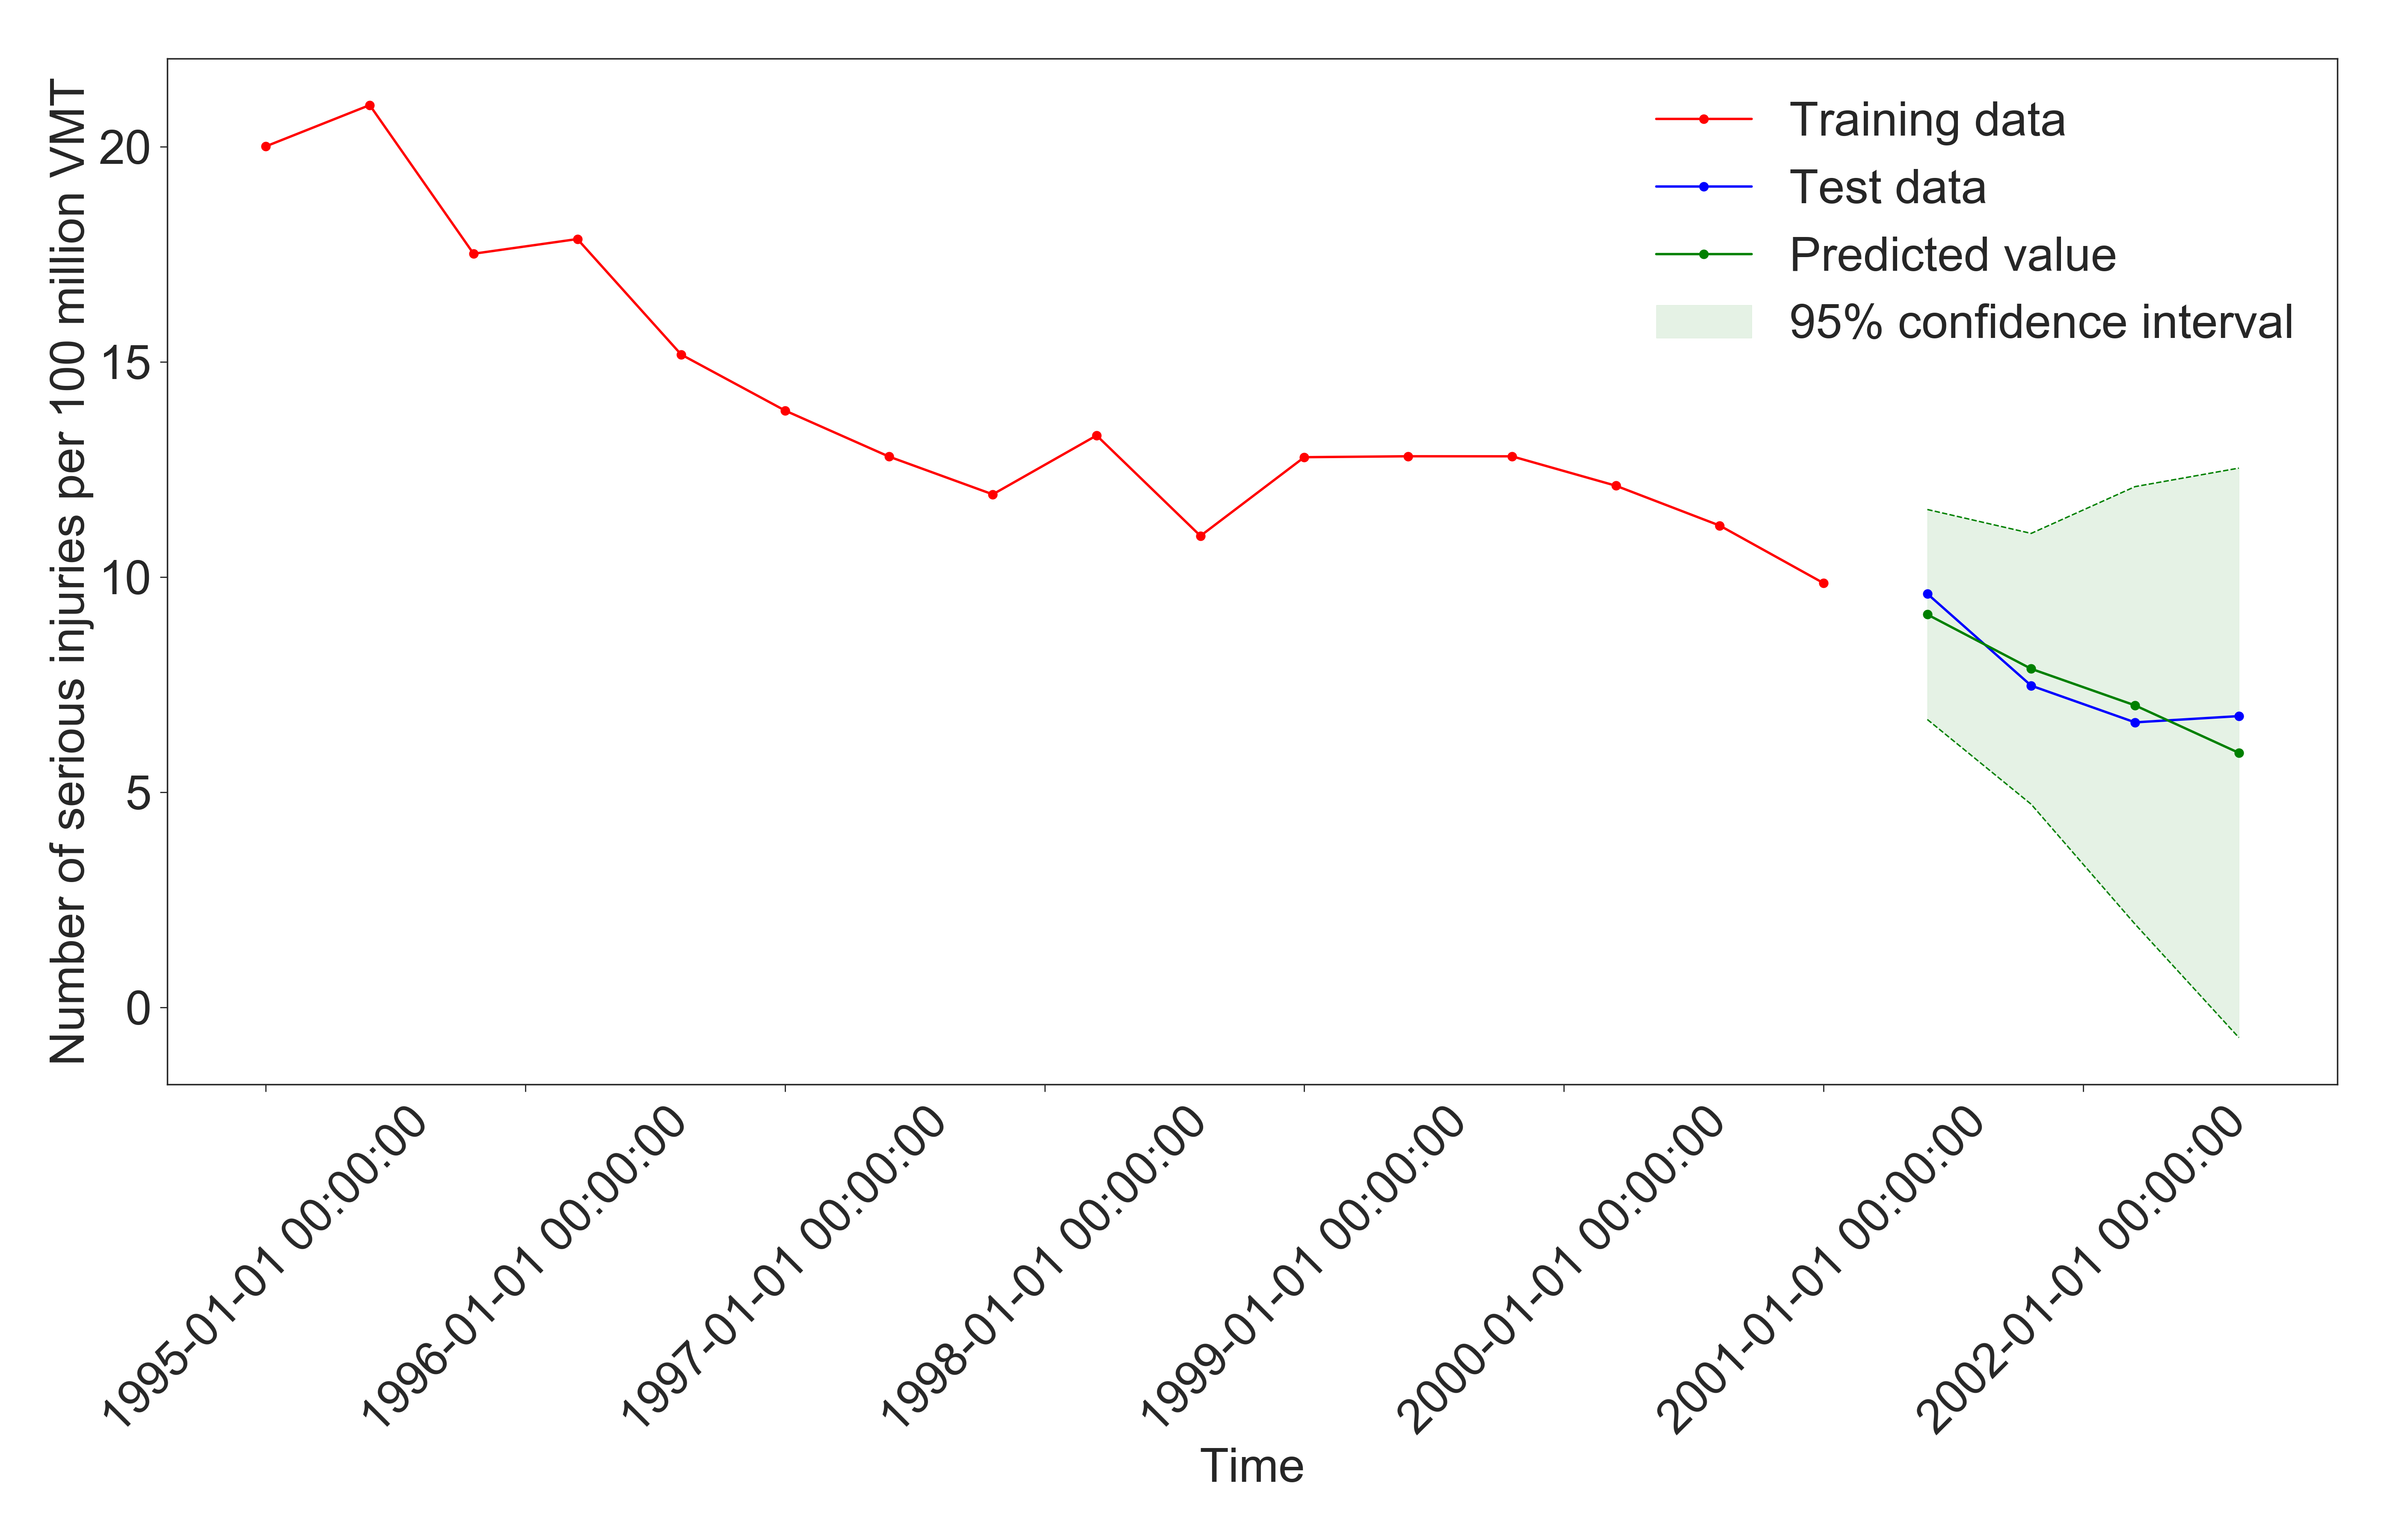 Number of serious injuries per 100 million VMT
20
15
10
5
0
Training data
Test data
Predicted value
95% confidence interval
1995-01-01 00:00:00
1996-01-01 00:00:00
1997-01-01 00:00:00
1998-01-01 00:00:00
1999-01-01 00:00:00
2000-01-01 00:00:00
2001-01-01 00:00:00
2002-01-01 00:00:00
Time